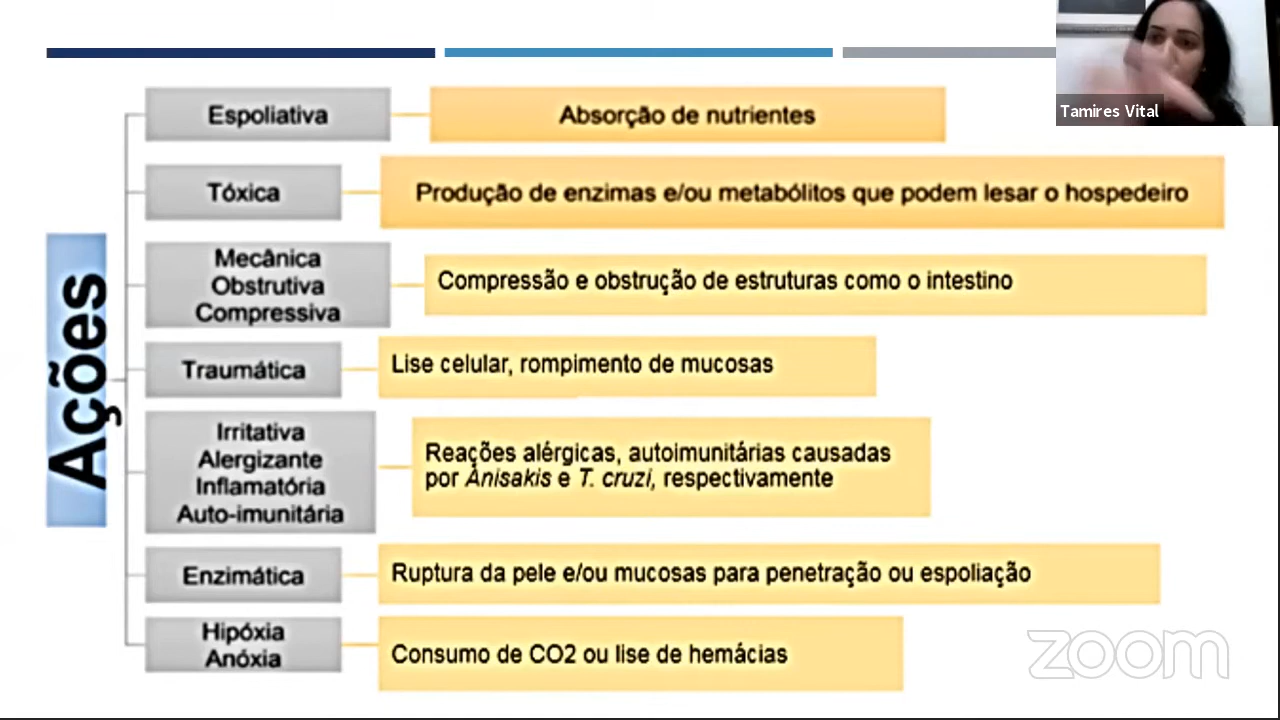 Tamires Vital
Ações
Espoliativa
Absorção de nutrientes
Tóxica
Produção de enzimas e/ou metabólitos que podem lesar o hospedeiro
Mecânica
Obstrutiva
Compressiva
Compressão e obstrução de estruturas como o intestino
Traumática
Lise celular, rompimento de mucosas
Irritativa
Alergizante
Inflamatória
Auto-imunitária
Reações alérgicas, autoimunitárias causadas
por Anisakis e T. cruzi, respectivamente
Enzimática
Ruptura da pele e/ou mucosas para penetração ou espoliação
Hipóxia
Anóxia
Consumo de CO2 ou lise de hemácias
zoom